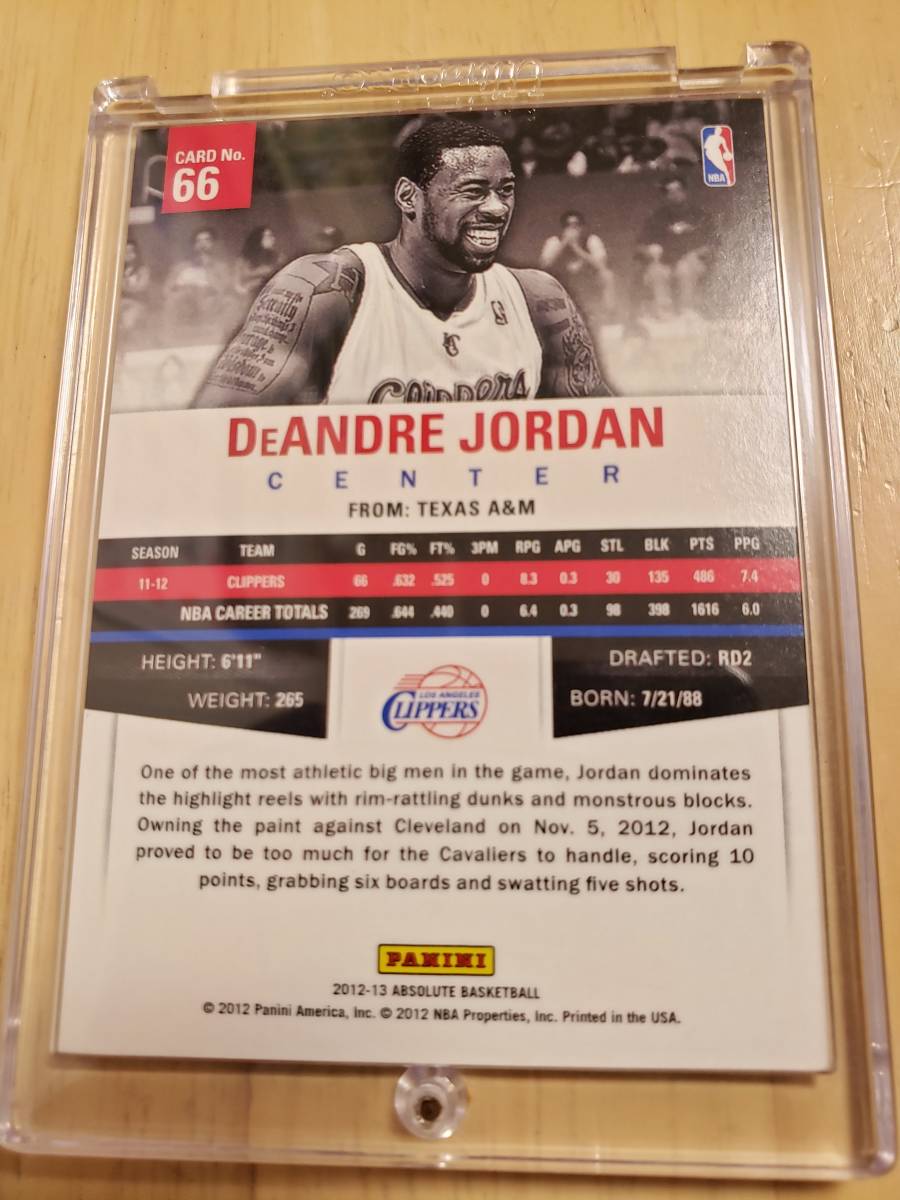 Ultra PRO
CARD No.
66
NBA
Serenity
Clippers
DeANDRE JORDAN
CENTER
FROM: TEXAS A&M
SEASON TEAM G FG% FT% 3PM RPG APG STL BLK PTS PPG
11-12 CLIPPERS 66 .632 .525 0 8.3 0.3 30 135 486 7.4
NBA CAREER TOTALS 269 .644 .440 0 6.4 0.3 98 398 1616 6.0
HEIGHT: 6'11" DRAFTED: RD2
WEIGHT: 265 BORN: 7/21/88
LOS ANGELES
CLIPPERS
One of the most athletic big men in the game, Jordan dominates
the highlight reels with rim-rattling dunks and monstrous blocks.
Owning the paint against Cleveland on Nov. 5, 2012, Jordan
proved to be too much for the Cavaliers to handle, scoring 10
points, grabbing six boards and swatting five shots.
PANINI
2012-13 ABSOLUTE BASKETBALL
© 2012 Panini America, Inc. © 2012 NBA Properties, Inc. Printed in the USA.